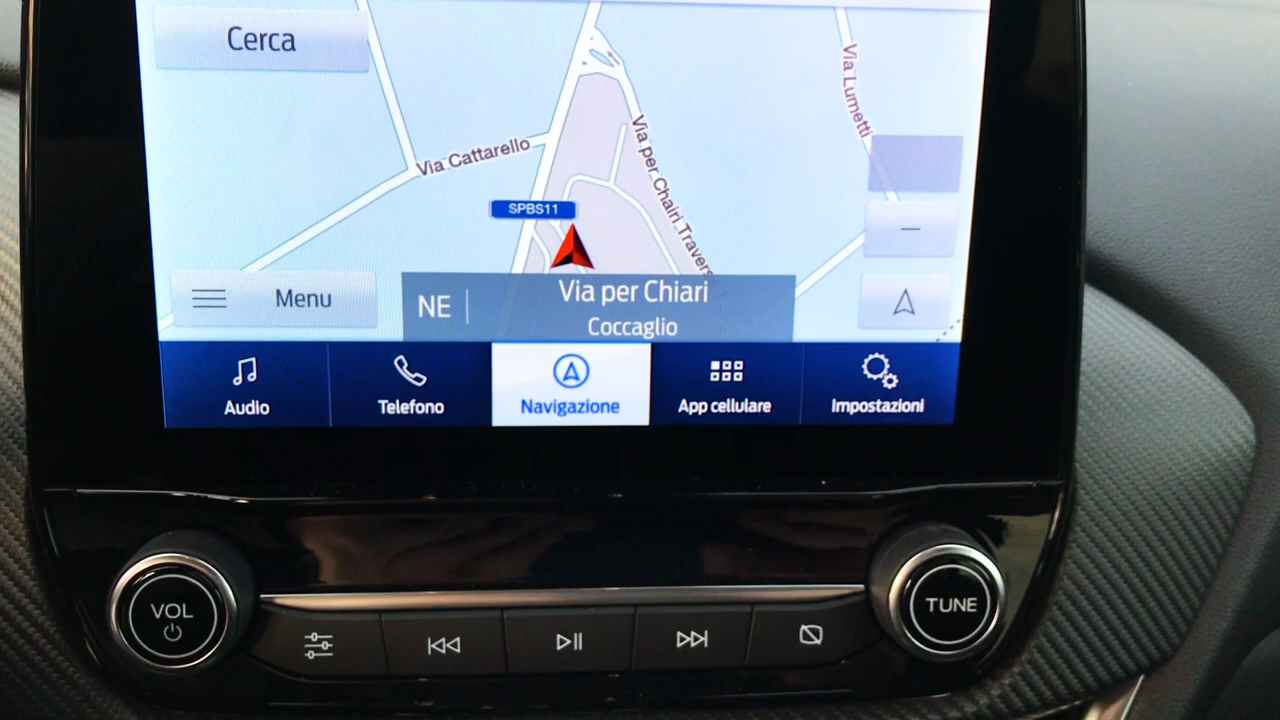 Cerca
Via Lumetti
Via Cattarello
Via per Chairi Travers
SPBS11
Menu
NE
Via per Chiari
Coccaglio
Audio
Telefono
Navigazione
App cellulare
Impostazioni
VOL
TUNE